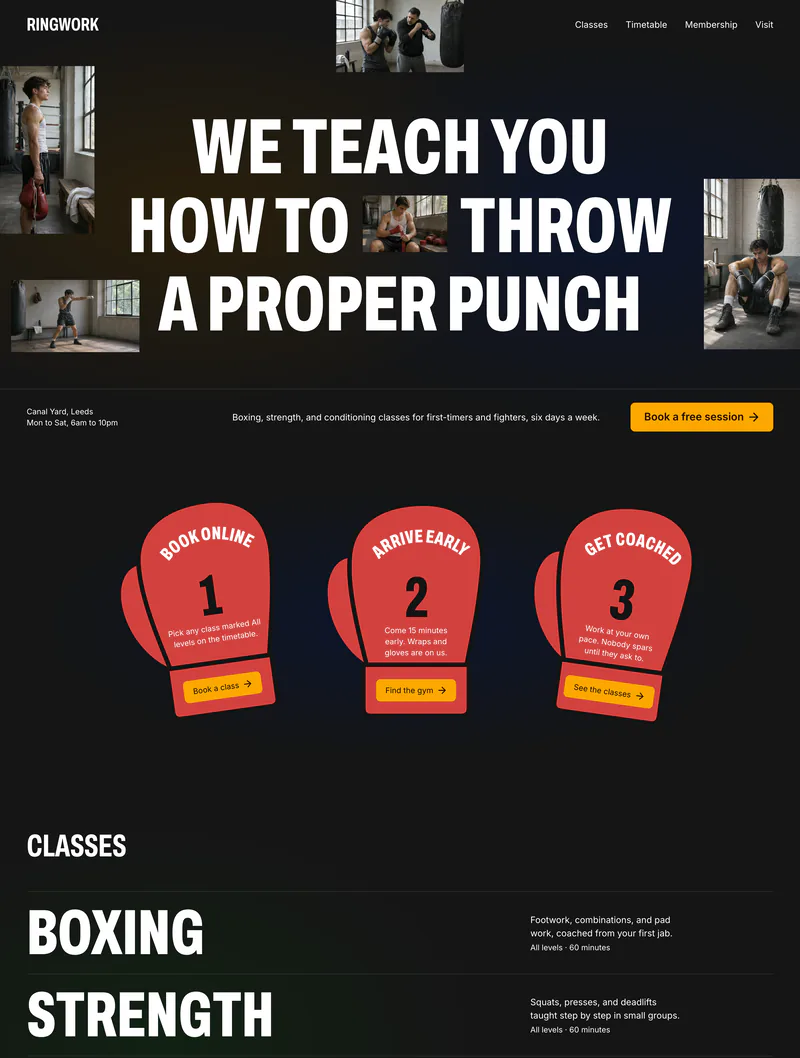 RINGWORK
Classes Timetable Membership Visit
WE TEACH YOU
HOW TO THROW
A PROPER PUNCH
Canal Yard, Leeds
Mon to Sat, 6am to 10pm
Boxing, strength, and conditioning classes for first-timers and fighters, six days a week.
Book a free session →
BOOK ONLINE
1
Pick any class marked All
levels on the timetable.
Book a class →
ARRIVE EARLY
2
Come 15 minutes
early. Wraps and
gloves are on us.
Find the gym →
GET COACHED
3
Work at your own
pace. Nobody spars
until they ask to.
See the classes →
CLASSES
BOXING
Footwork, combinations, and pad
work, coached from your first jab.
All levels · 60 minutes
STRENGTH
Squats, presses, and deadlifts
taught step by step in small groups.
All levels · 60 minutes